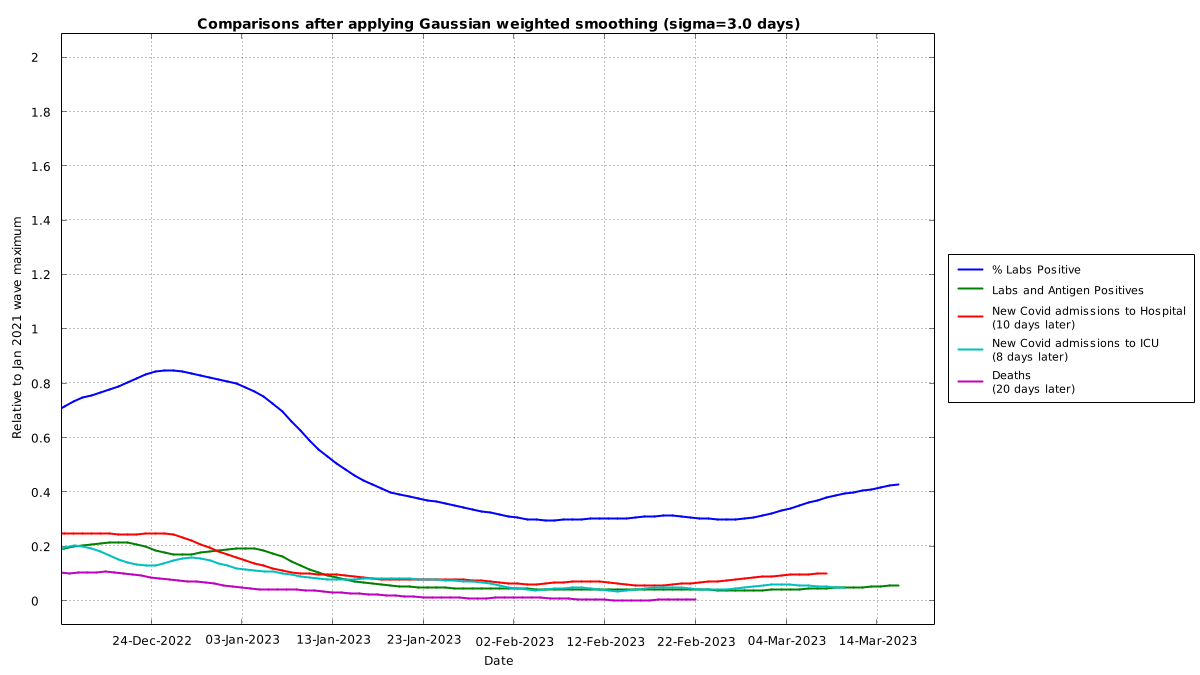 Comparisons after applying Gaussian weighted smoothing (sigma=3.0 days)
Relative to Jan 2021 wave maximum
2
1.8
1.6
1.4
1.2
1
0.8
0.6
0.4
0.2
0
24-Dec-2022
03-Jan-2023
13-Jan-2023
23-Jan-2023
02-Feb-2023
12-Feb-2023
22-Feb-2023
04-Mar-2023
14-Mar-2023
Date
% Labs Positive
Labs and Antigen Positives
New Covid admissions to Hospital
(10 days later)
New Covid admissions to ICU
(8 days later)
Deaths
(20 days later)